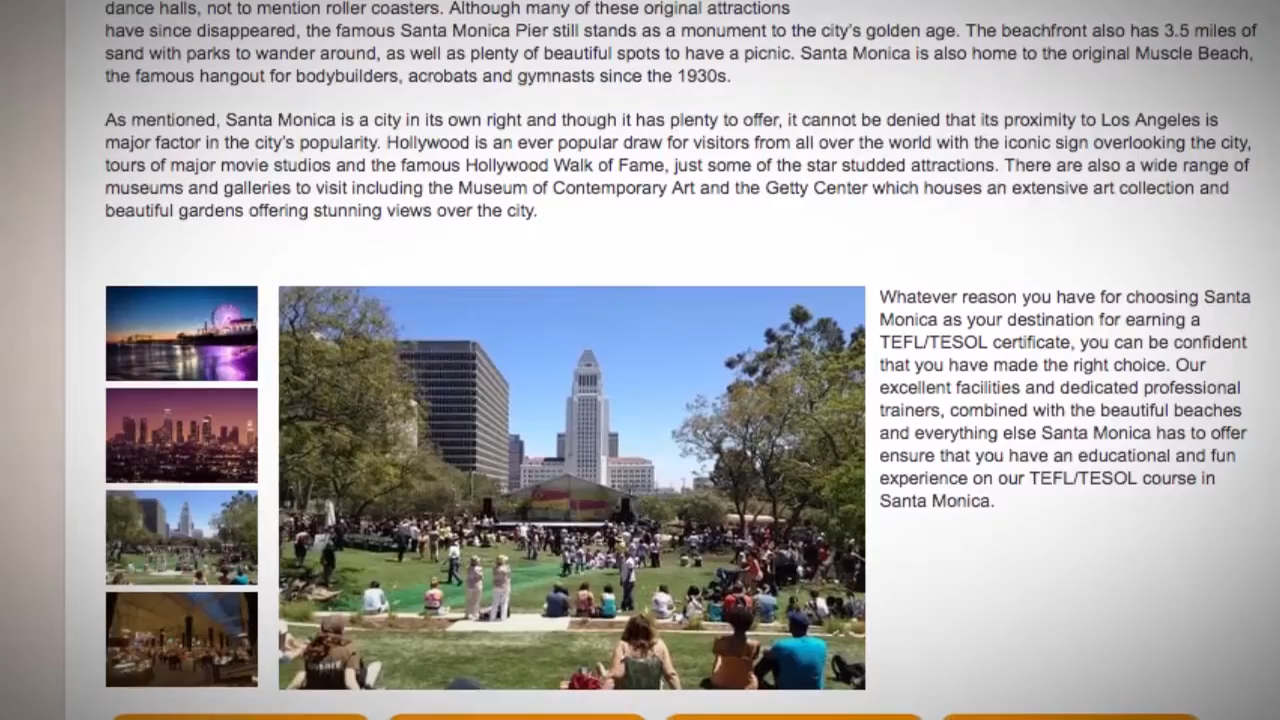 dance halls, not to mention roller coasters. Although many of these original attractions
have since disappeared, the famous Santa Monica Pier still stands as a monument to the city's golden age. The beachfront also has 3.5 miles of
sand with parks to wander around, as well as plenty of beautiful spots to have a picnic. Santa Monica is also home to the original Muscle Beach,
the famous hangout for bodybuilders, acrobats and gymnasts since the 1930s.
As mentioned, Santa Monica is a city in its own right and though it has plenty to offer, it cannot be denied that its proximity to Los Angeles is
major factor in the city's popularity. Hollywood is an ever popular draw for visitors from all over the world with the iconic sign overlooking the city,
tours of major movie studios and the famous Hollywood Walk of Fame, just some of the star studded attractions. There are also a wide range of
museums and galleries to visit including the Museum of Contemporary Art and the Getty Center which houses an extensive art collection and
beautiful gardens offering stunning views over the city.
Whatever reason you have for choosing Santa
Monica as your destination for earning a
TEFL/TESOL certificate, you can be confident
that you have made the right choice. Our
excellent facilities and dedicated professional
trainers, combined with the beautiful beaches
and everything else Santa Monica has to offer
ensure that you have an educational and fun
experience on our TEFL/TESOL course in
Santa Monica.